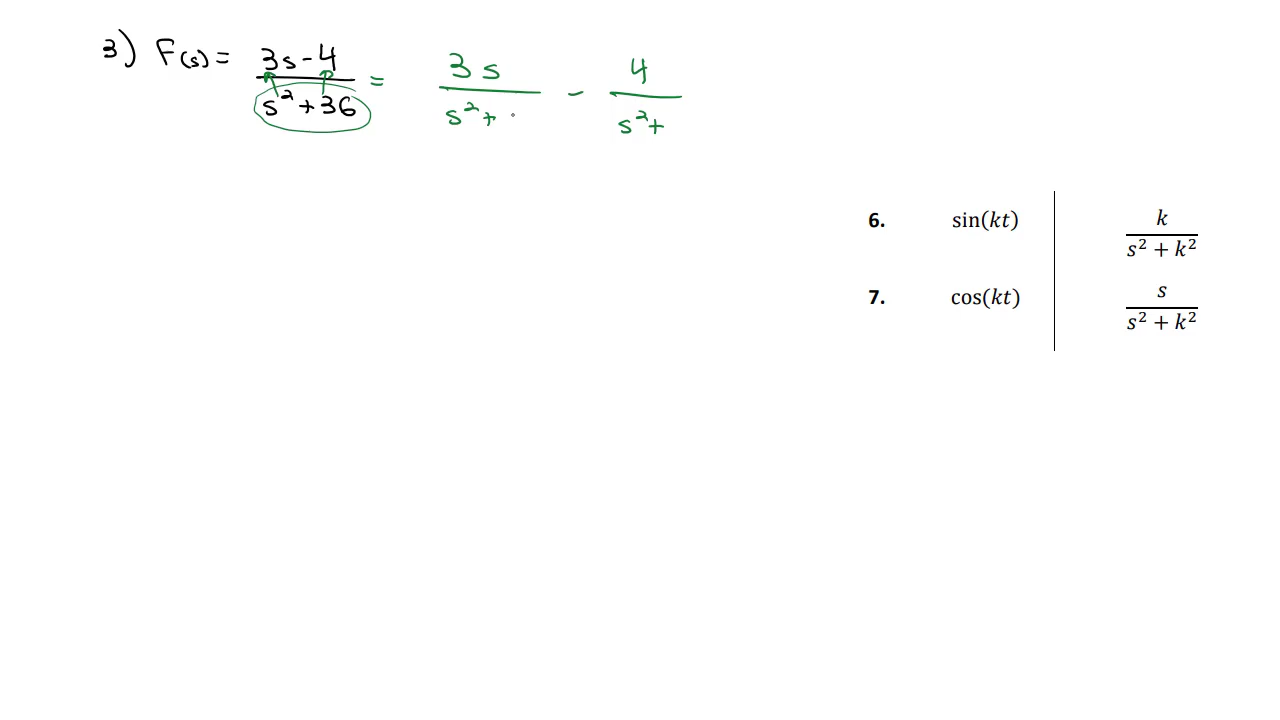 3) F(s) = 3s - 4 / s² + 36 = 3s / s² + - 4 / s² +
6. sin(kt) k / s² + k²
7. cos(kt) s / s² + k²